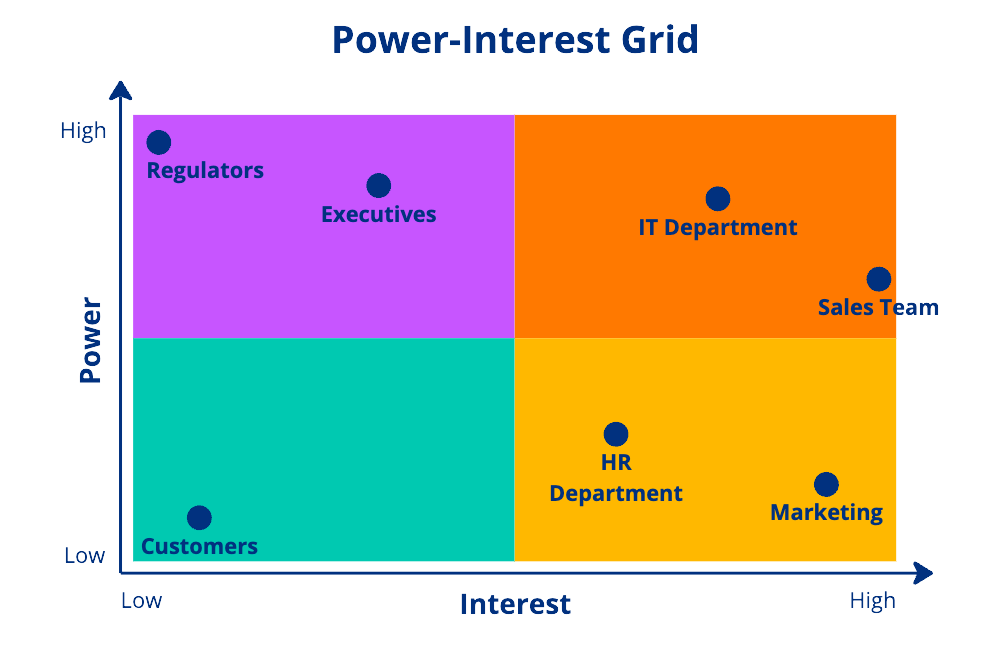 Power-Interest Grid
High
Regulators
Executives
IT Department
Sales Team
Power
HR
Department
Marketing
Customers
Low
Low
Interest
High